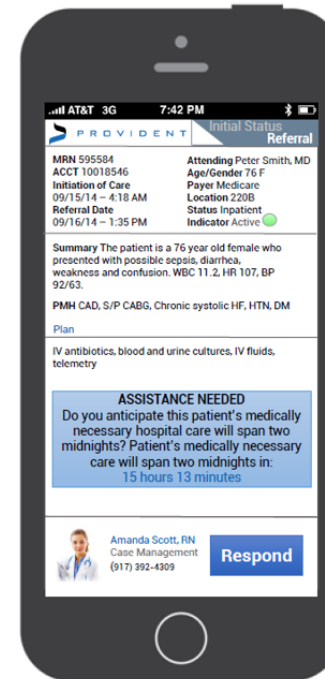 AT&T 3G 7:42 PM
PROVIDENT
Initial Status
Referral
MRN 595584
ACCT 10018546
Initiation of Care
09/15/14 – 4:18 AM
Referral Date
09/16/14 – 1:35 PM
Attending Peter Smith, MD
Age/Gender 76 F
Payer Medicare
Location 220B
Status Inpatient
Indicator Active
Summary The patient is a 76 year old female who
presented with possible sepsis, diarrhea,
weakness and confusion. WBC 11.2, HR 107, BP
92/63.
PMH CAD, S/P CABG, Chronic systolic HF, HTN, DM
Plan
IV antibiotics, blood and urine cultures, IV fluids,
telemetry
ASSISTANCE NEEDED
Do you anticipate this patient's medically
necessary hospital care will span two
midnights? Patient's medically necessary
care will span two midnights in:
15 hours 13 minutes
Amanda Scott, RN
Case Management
(917) 392-4309
Respond